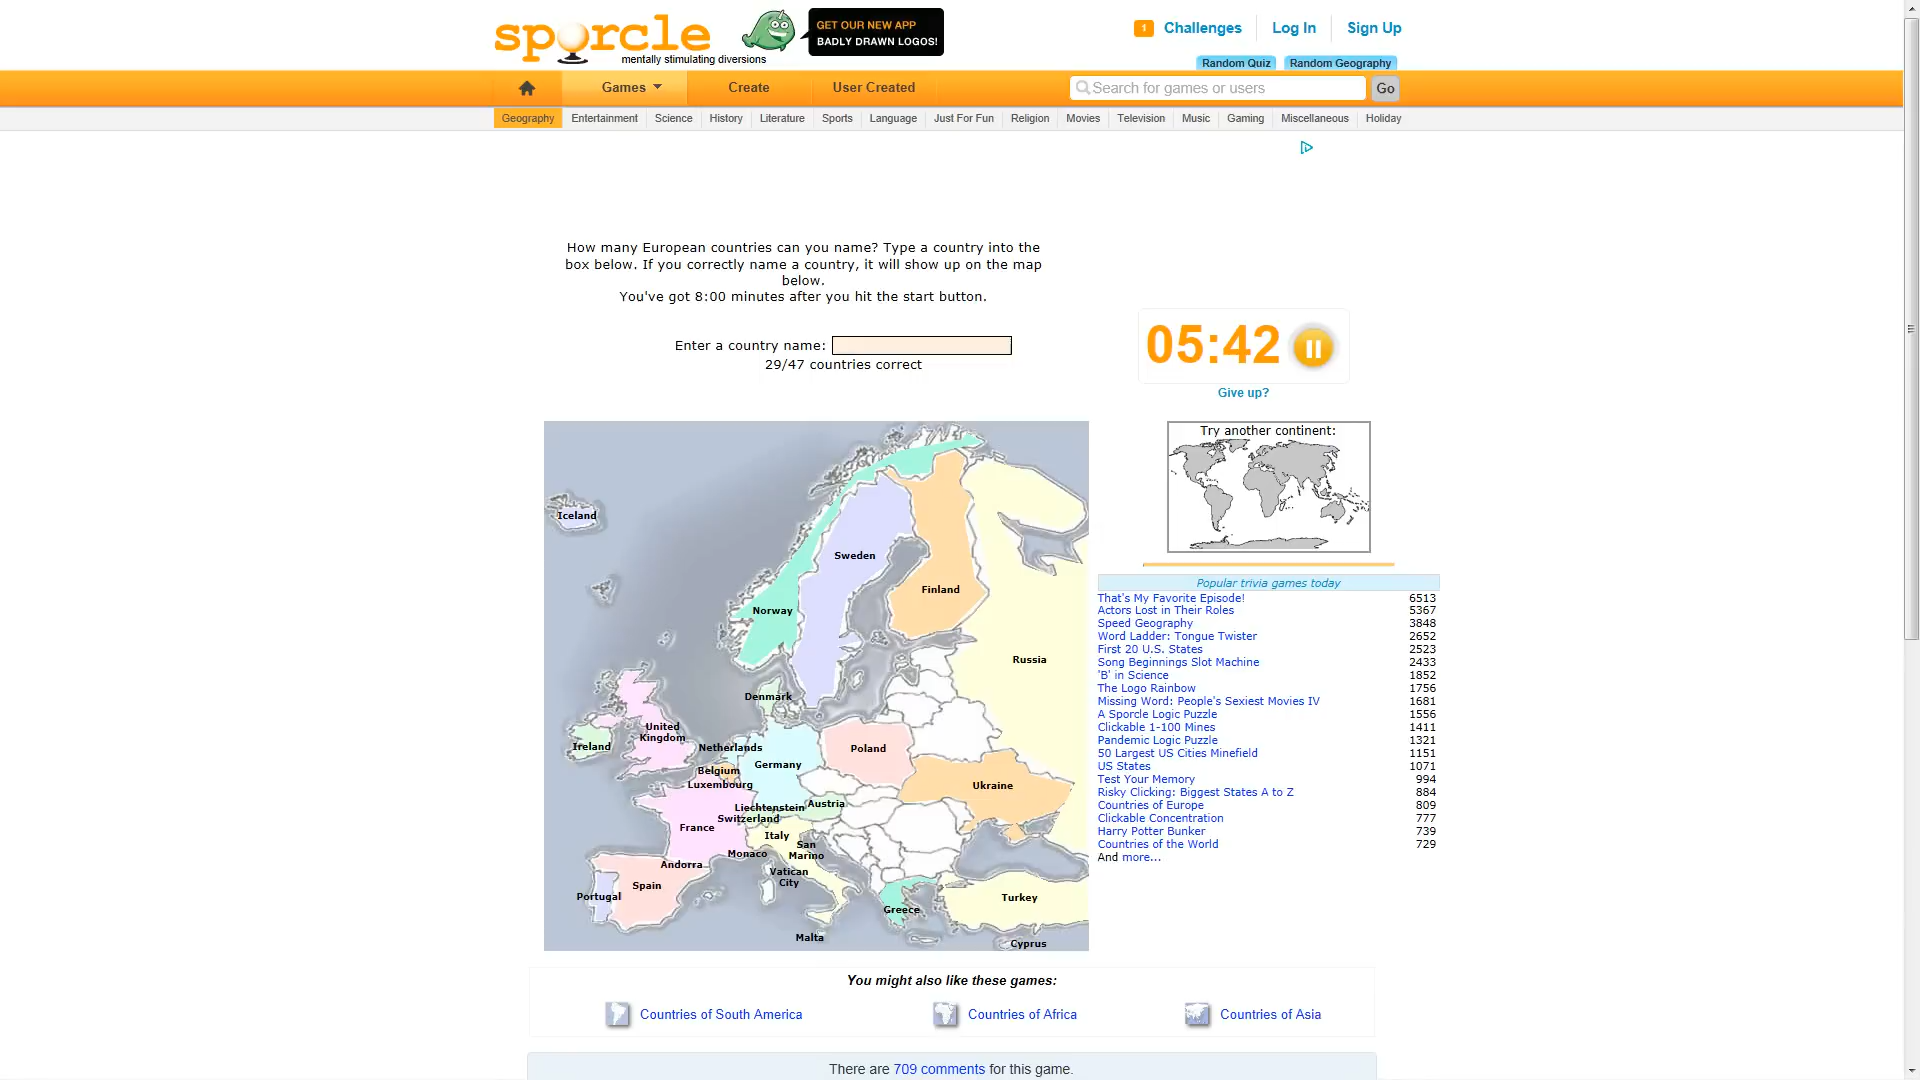 sporcle
mentally stimulating diversions
GET OUR NEW APP
BADLY DRAWN LOGOS!
1 Challenges
Log In
Sign Up
Random Quiz
Random Geography
Games
Create
User Created
Search for games or users
Go
Geography
Entertainment
Science
History
Literature
Sports
Language
Just For Fun
Religion
Movies
Television
Music
Gaming
Miscellaneous
Holiday
How many European countries can you name? Type a country into the
box below. If you correctly name a country, it will show up on the map
below.
You've got 8:00 minutes after you hit the start button.
Enter a country name:
29/47 countries correct
05:42
Give up?
Iceland
Sweden
Finland
Norway
Russia
Denmark
United
Kingdom
Ireland
Netherlands
Poland
Belgium
Germany
Luxembourg
Ukraine
Liechtenstein
Austria
Switzerland
France
Italy
San
Marino
Monaco
Andorra
Vatican
City
Spain
Portugal
Turkey
Greece
Malta
Cyprus
Try another continent:
Popular trivia games today
That's My Favorite Episode! 6513
Actors Lost in Their Roles 5367
Speed Geography 3848
Word Ladder: Tongue Twister 2652
First 20 U.S. States 2523
Song Beginnings Slot Machine 2433
'B' in Science 1852
The Logo Rainbow 1756
Missing Word: People's Sexiest Movies IV 1681
A Sporcle Logic Puzzle 1556
Clickable 1-100 Mines 1411
Pandemic Logic Puzzle 1321
50 Largest US Cities Minefield 1151
US States 1071
Test Your Memory 994
Risky Clicking: Biggest States A to Z 884
Countries of Europe 809
Clickable Concentration 777
Harry Potter Bunker 739
Countries of the World 729
And more...
You might also like these games:
Countries of South America
Countries of Africa
Countries of Asia
There are 709 comments for this game.